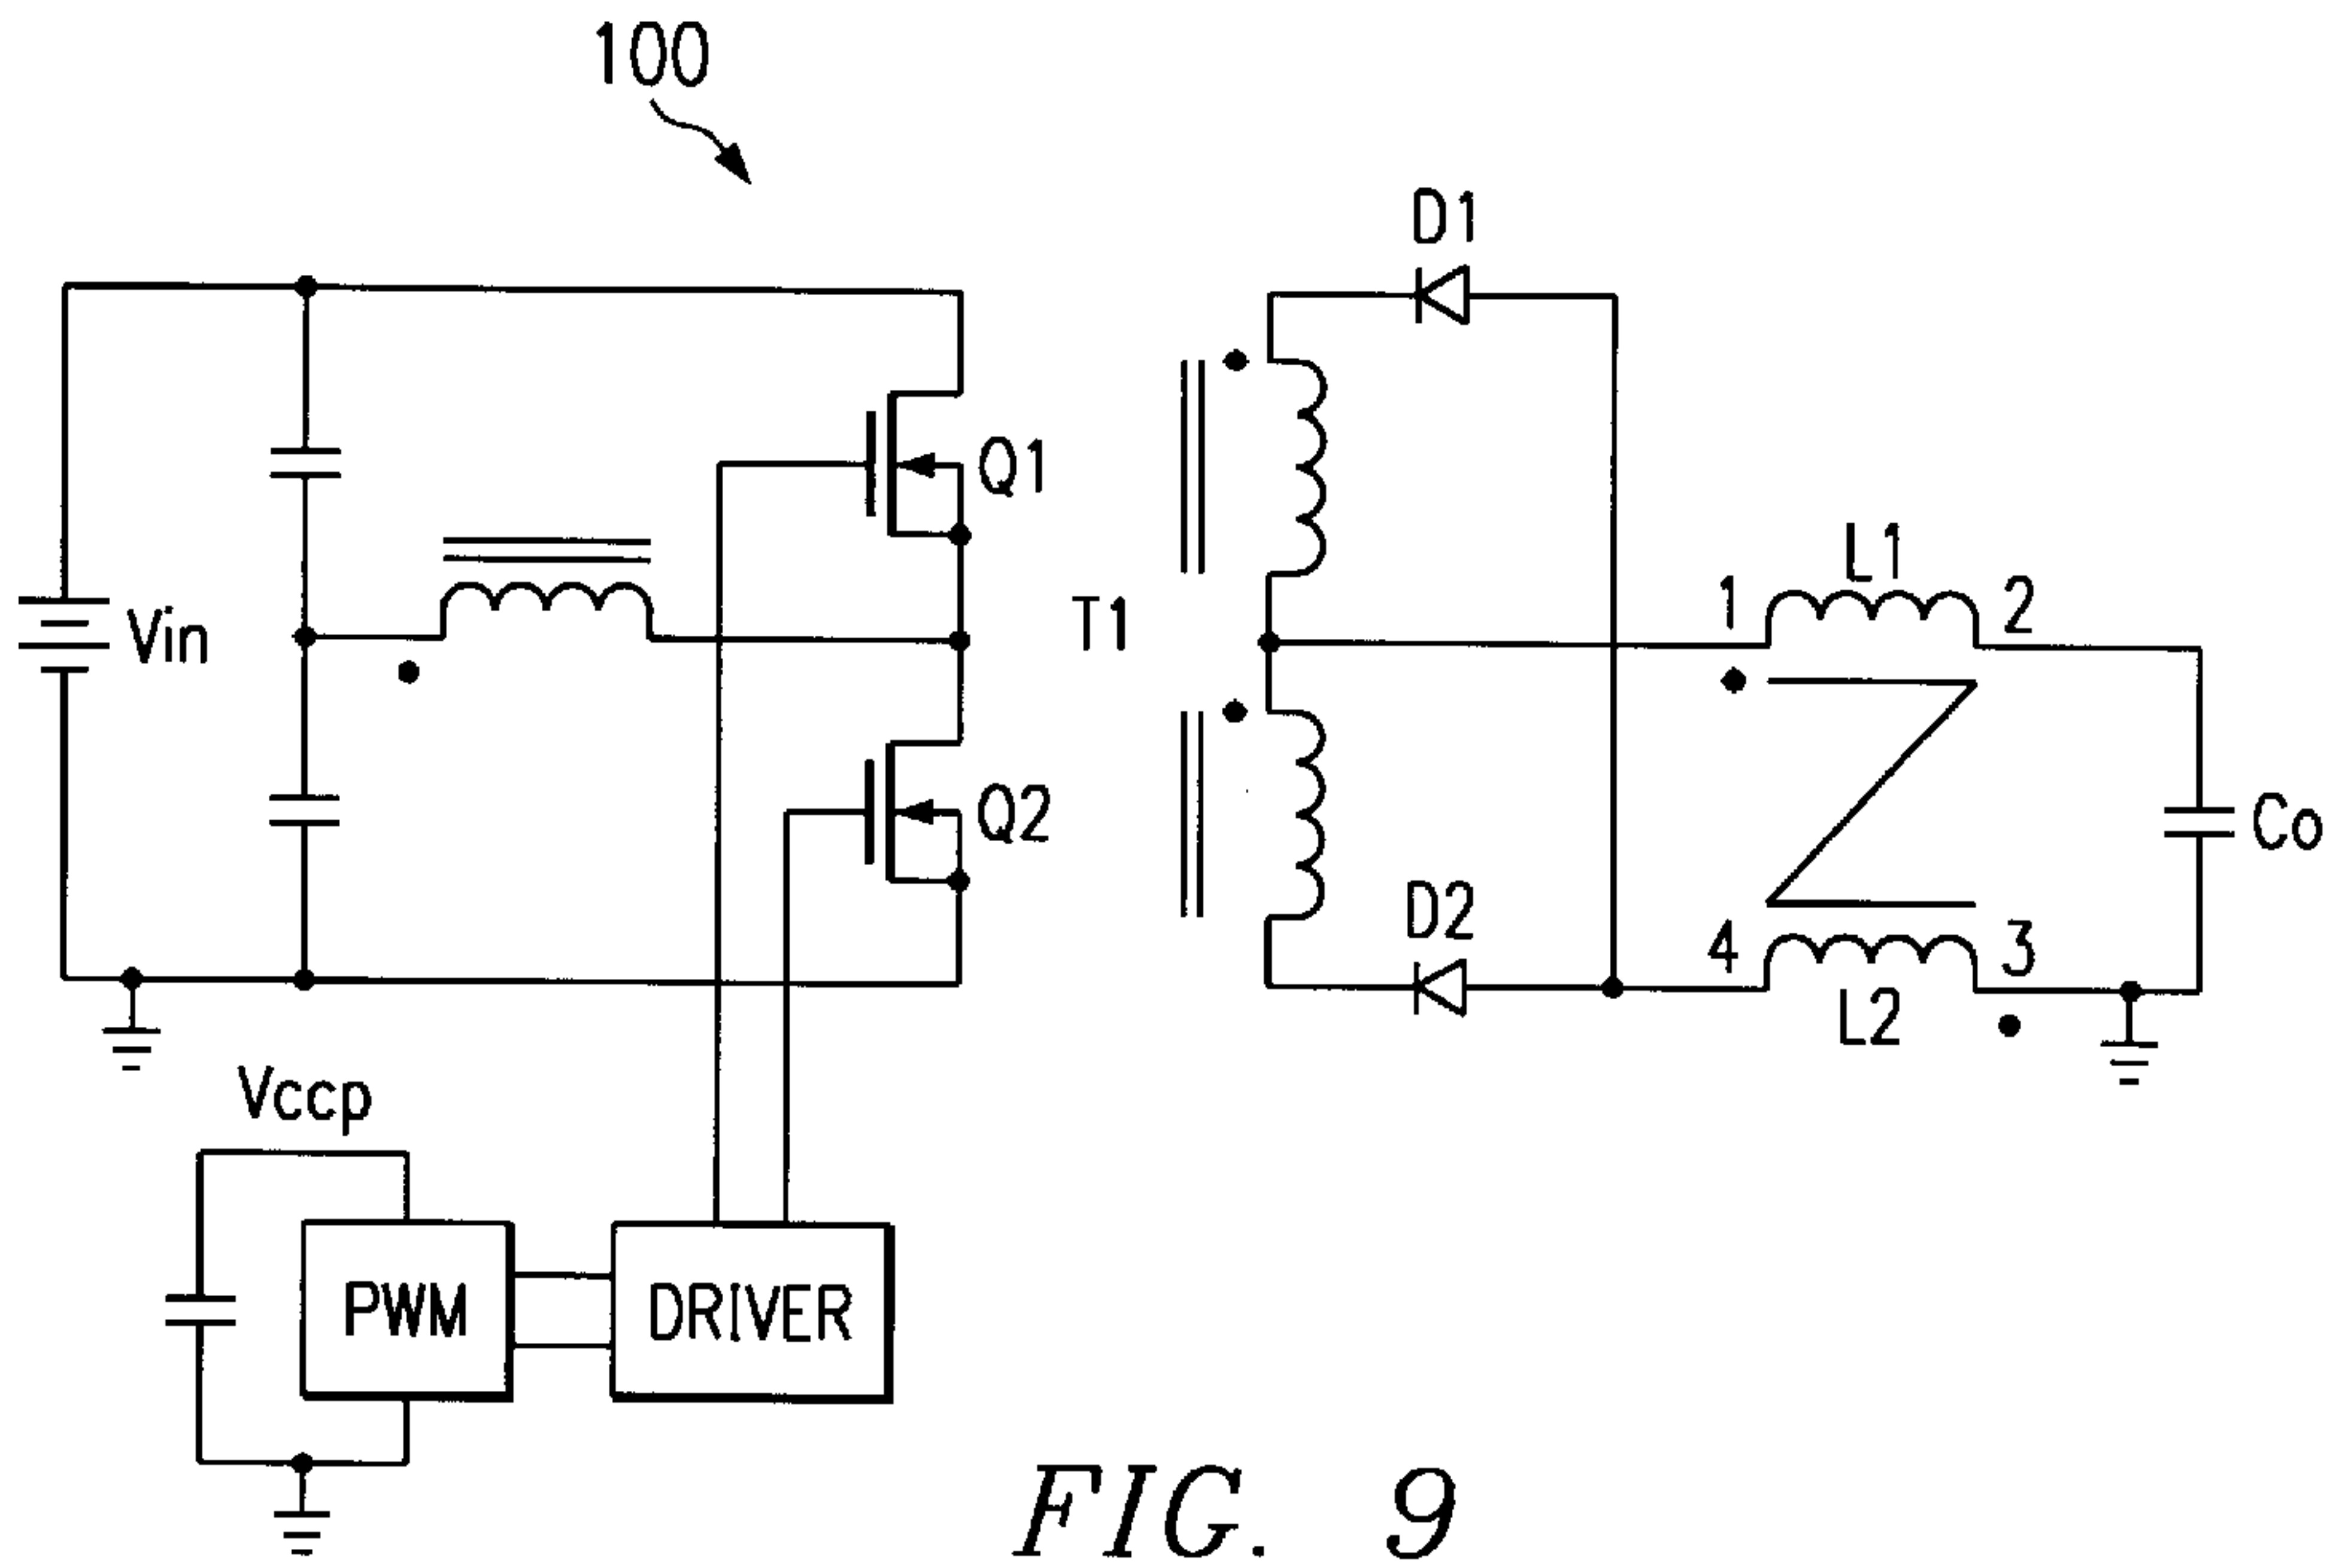 100
D1
Q1
L1
1
2
Vin
T1
Q2
Co
D2
4
3
L2
Vccp
PWM
DRIVER
FIG. 9